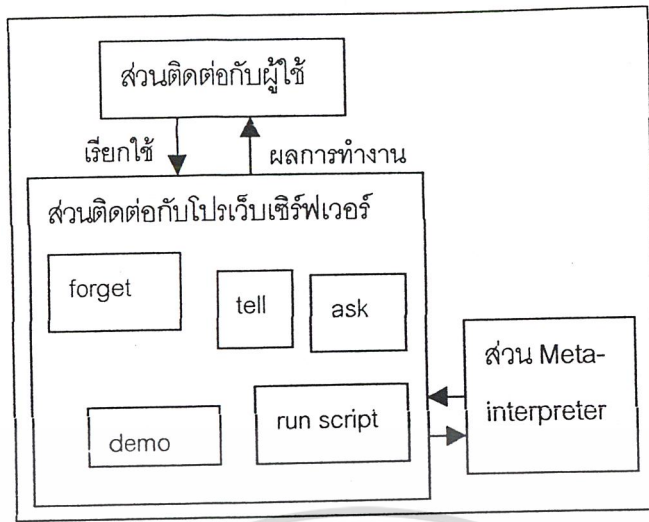 ส่วนติดต่อกับผู้ใช้
เรียกใช้
ผลการทำงาน
ส่วนติดต่อกับโปรเว็บเซิร์ฟเวอร์
forget
tell
ask
demo
run script
ส่วน Meta-
interpreter